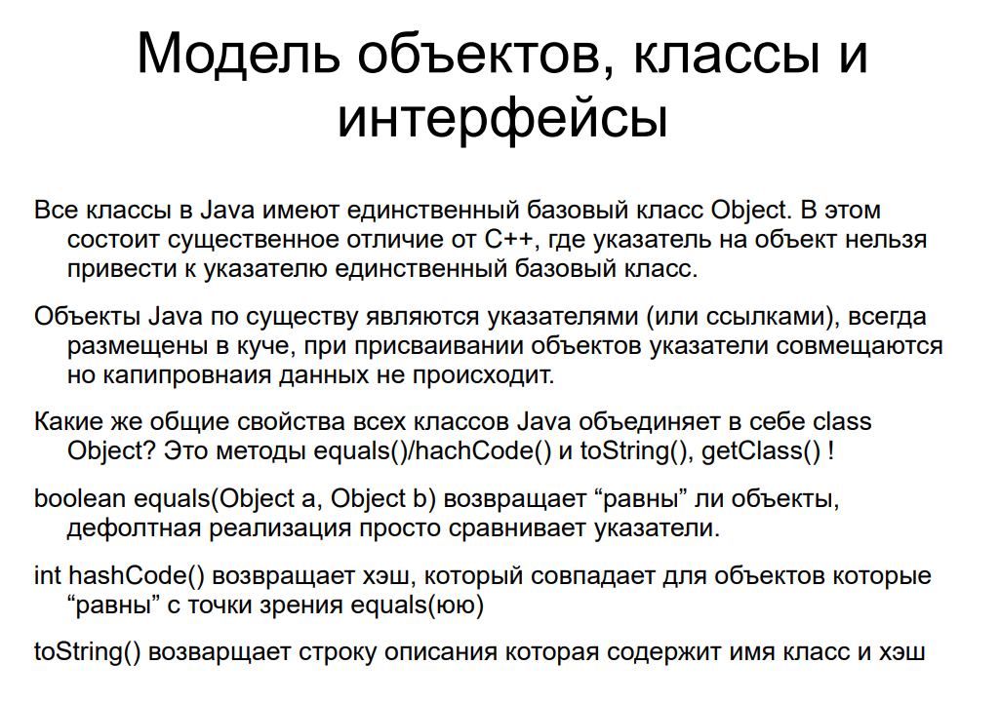 Модель объектов, классы и
интерфейсы
Все классы в Java имеют единственный базовый класс Object. В этом
состоит существенное отличие от С++, где указатель на объект нельзя
привести к указателю единственный базовый класс.
Объекты Java по существу являются указателями (или ссылками), всегда
размещены в куче, при присваивании объектов указатели совмещаются
но капипровнаия данных не происходит.
Какие же общие свойства всех классов Java объединяет в себе class
Object? Это методы equals()/hachCode() и toString(), getClass() !
boolean equals(Object a, Object b) возвращает “равны” ли объекты,
дефолтная реализация просто сравнивает указатели.
int hashCode() возвращает хэш, который совпадает для объектов которые
“равны” с точки зрения equals(юю)
toString() возварщает строку описания которая содержит имя класс и хэш